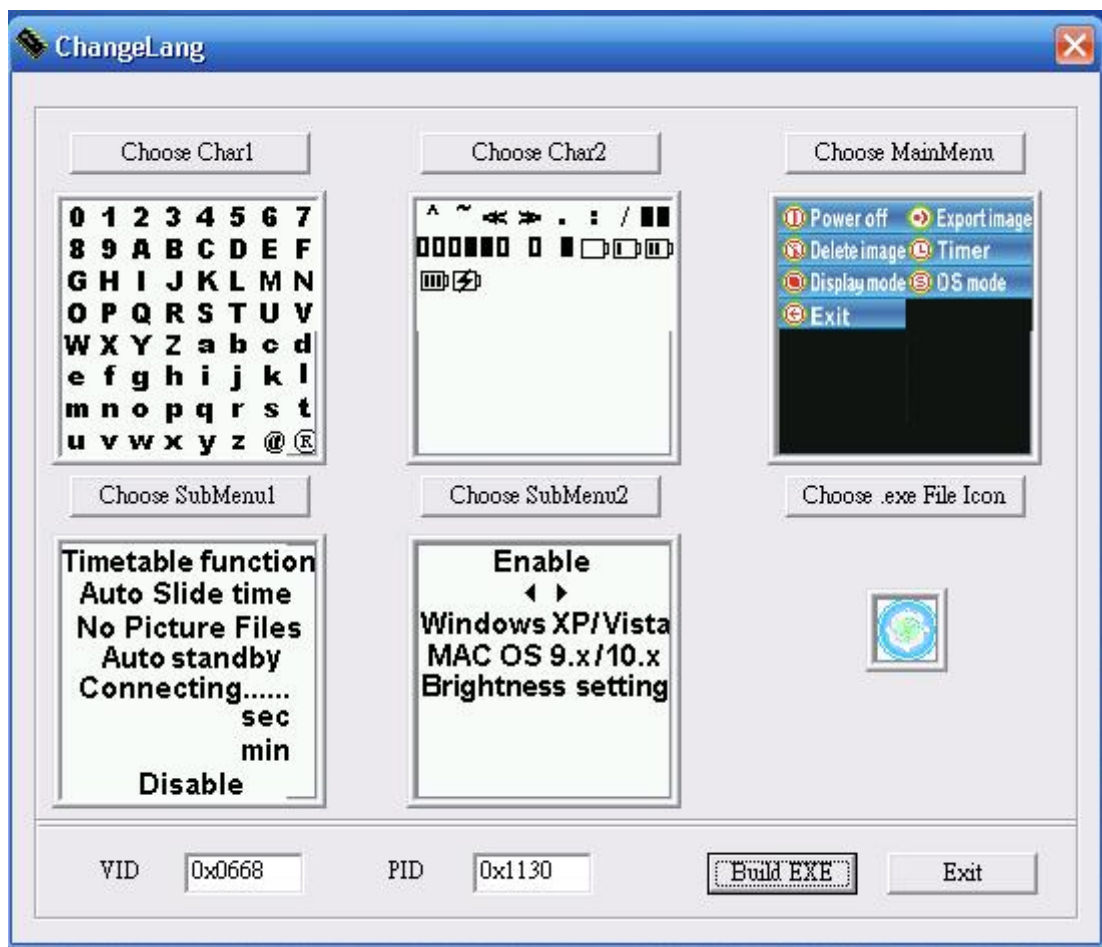 ChangeLang
Choose Char1
Choose Char2
Choose MainMenu
0 1 2 3 4 5 6 7
8 9 A B C D E F
G H I J K L M N
O P Q R S T U V
W X Y Z a b c d
e f g h i j k l
m n o p q r s t
u v w x y z @ ®
^ ~ ≪ ≫ . : /
Power off Export image
Delete image Timer
Display mode OS mode
Exit
Choose SubMenu1
Choose SubMenu2
Choose .exe File Icon
Timetable function
Auto Slide time
No Picture Files
Auto standby
Connecting......
sec
min
Disable
Enable
Windows XP/Vista
MAC OS 9.x/10.x
Brightness setting
VID 0x0668 PID 0x1130 Build EXE Exit